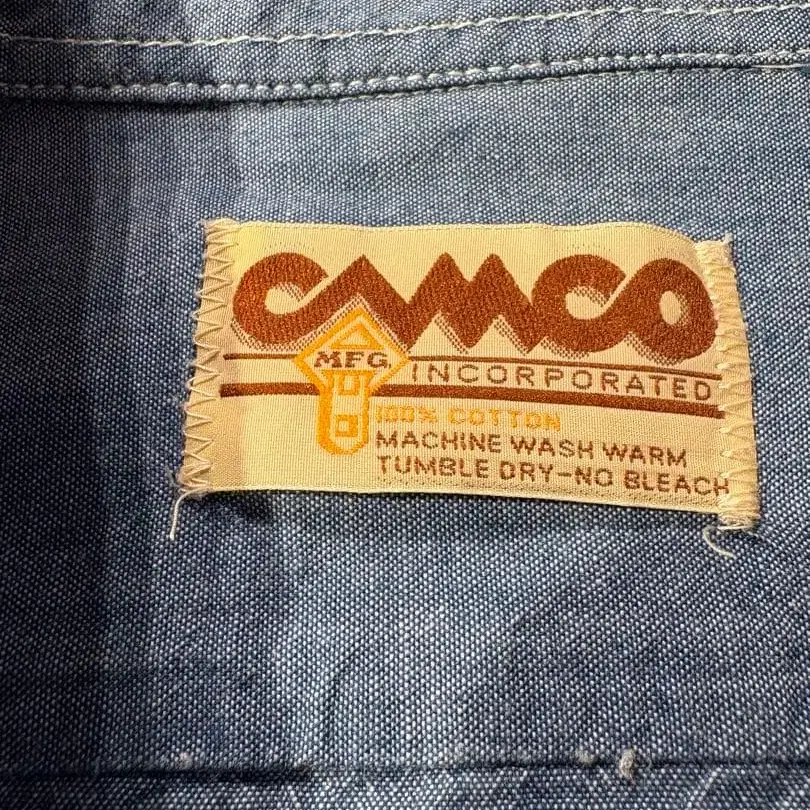 CAMCO
MFG. INCORPORATED
100% COTTON
MACHINE WASH WARM
TUMBLE DRY-NO BLEACH